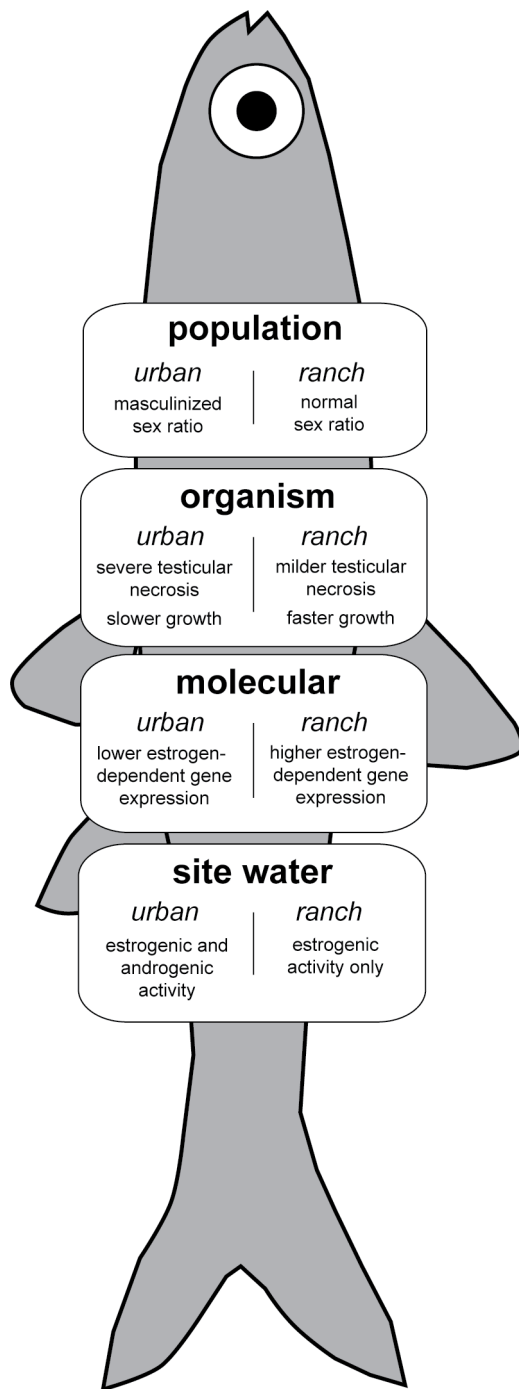 population
urban
ranch
masculinized
sex ratio
normal
sex ratio
organism
urban
ranch
severe testicular
necrosis
slower growth
milder testicular
necrosis
faster growth
molecular
urban
ranch
lower estrogen-
dependent gene
expression
higher estrogen-
dependent gene
expression
site water
urban
ranch
estrogenic and
androgenic
activity
estrogenic
activity only